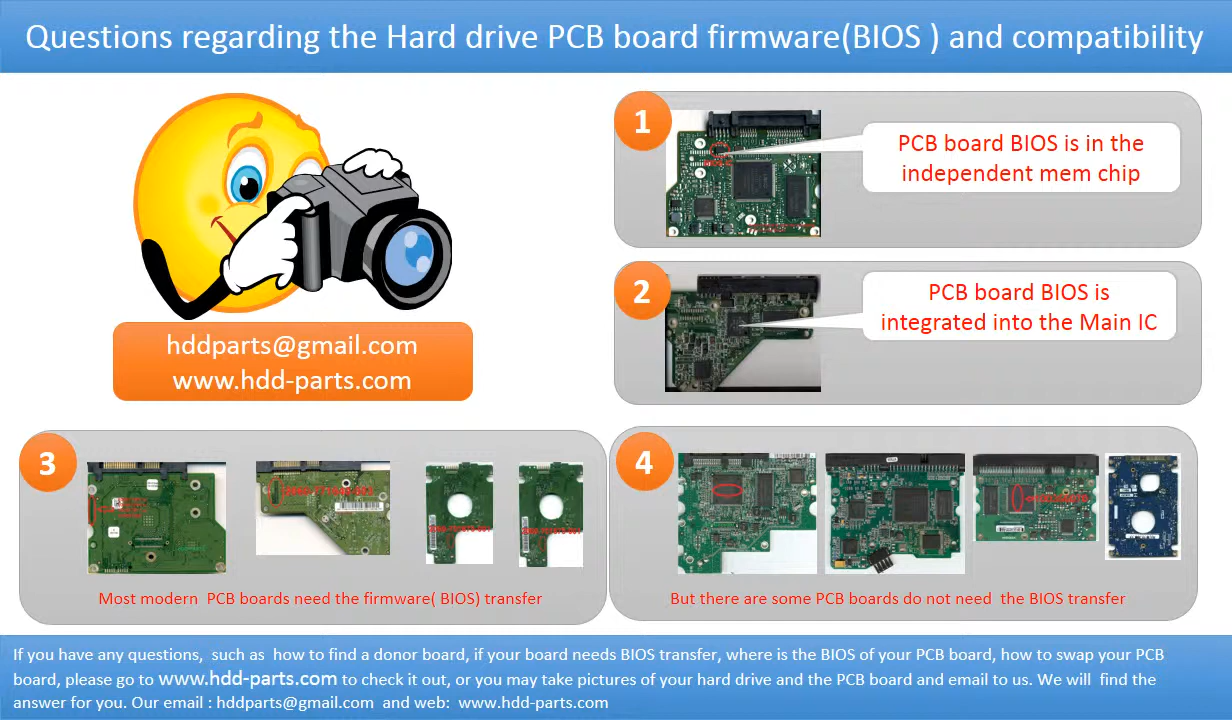 Questions regarding the Hard drive PCB board firmware(BIOS ) and compatibility
hddparts@gmail.com
www.hdd-parts.com
1
PCB board BIOS is in the
independent mem chip
2
PCB board BIOS is
integrated into the Main IC
3
Most modern PCB boards need the firmware( BIOS) transfer
4
But there are some PCB boards do not need the BIOS transfer
If you have any questions, such as how to find a donor board, if your board needs BIOS transfer, where is the BIOS of your PCB board, how to swap your PCB
board, please go to www.hdd-parts.com to check it out, or you may take pictures of your hard drive and the PCB board and email to us. We will find the
answer for you. Our email : hddparts@gmail.com and web: www.hdd-parts.com